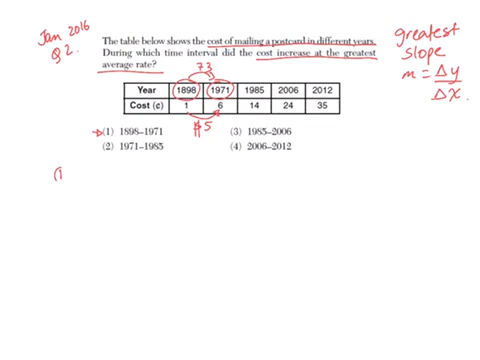 Jan 2016
Q 2.
The table below shows the cost of mailing a postcard in different years.
During which time interval did the cost increase at the greatest
average rate?
73
Year 1898 1971 1985 2006 2012
Cost (¢) 1 6 14 24 35
$5
(1) 1898–1971 (3) 1985–2006
(2) 1971–1985 (4) 2006–2012
greatest
slope
m = Δy
Δx.
(1